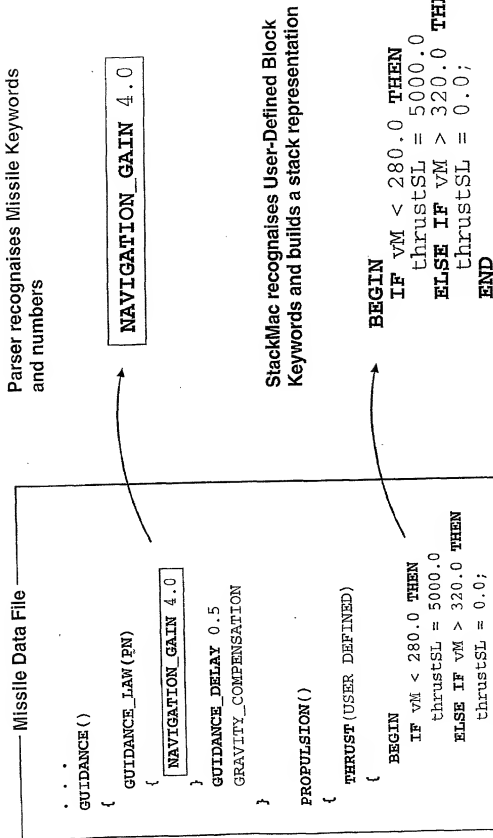 Missile Data File
. . .
GUIDANCE()
{
GUIDANCE_LAW(PN)
{
NAVIGATION_GAIN 4.0
}
GUIDANCE_DELAY 0.5
GRAVITY_COMPENSATION
}
PROPULSION()
{
THRUST(USER DEFINED)
{
BEGIN
IF vM < 280.0 THEN
thrustSL = 5000.0
ELSE IF vM > 320.0 THEN
thrustSL = 0.0;
Parser recognaises Missile Keywords
and numbers
NAVIGATION_GAIN 4.0
StackMac recognaises User-Defined Block
Keywords and builds a stack representation
BEGIN
IF vM < 280.0 THEN
thrustSL = 5000.0
ELSE IF vM > 320.0
thrustSL = 0.0;
END